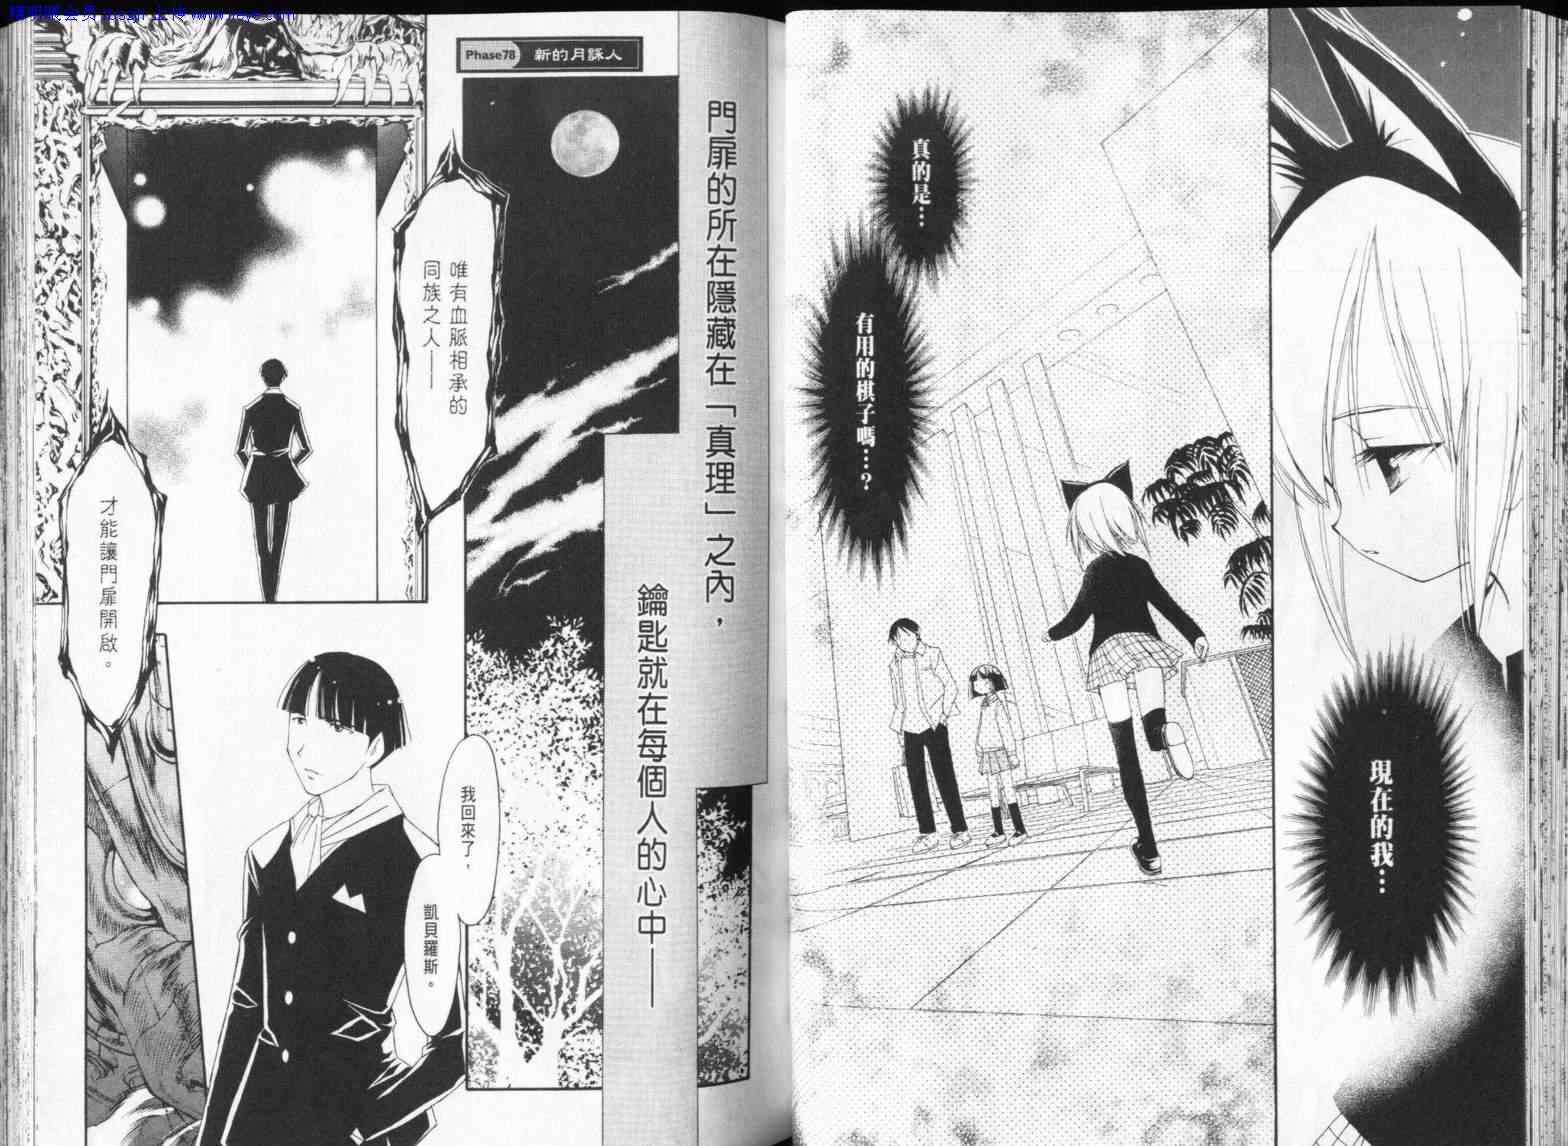 現在的我…
真的是…
有用的棋子嗎…?
Phase78 新的月詠人
門扉的所在隱藏在「真理」之內，
鑰匙就在每個人的心中——
唯有血脈相承的
同族之人——
才能讓門扉開啟。
我回來了，
凱貝羅斯。